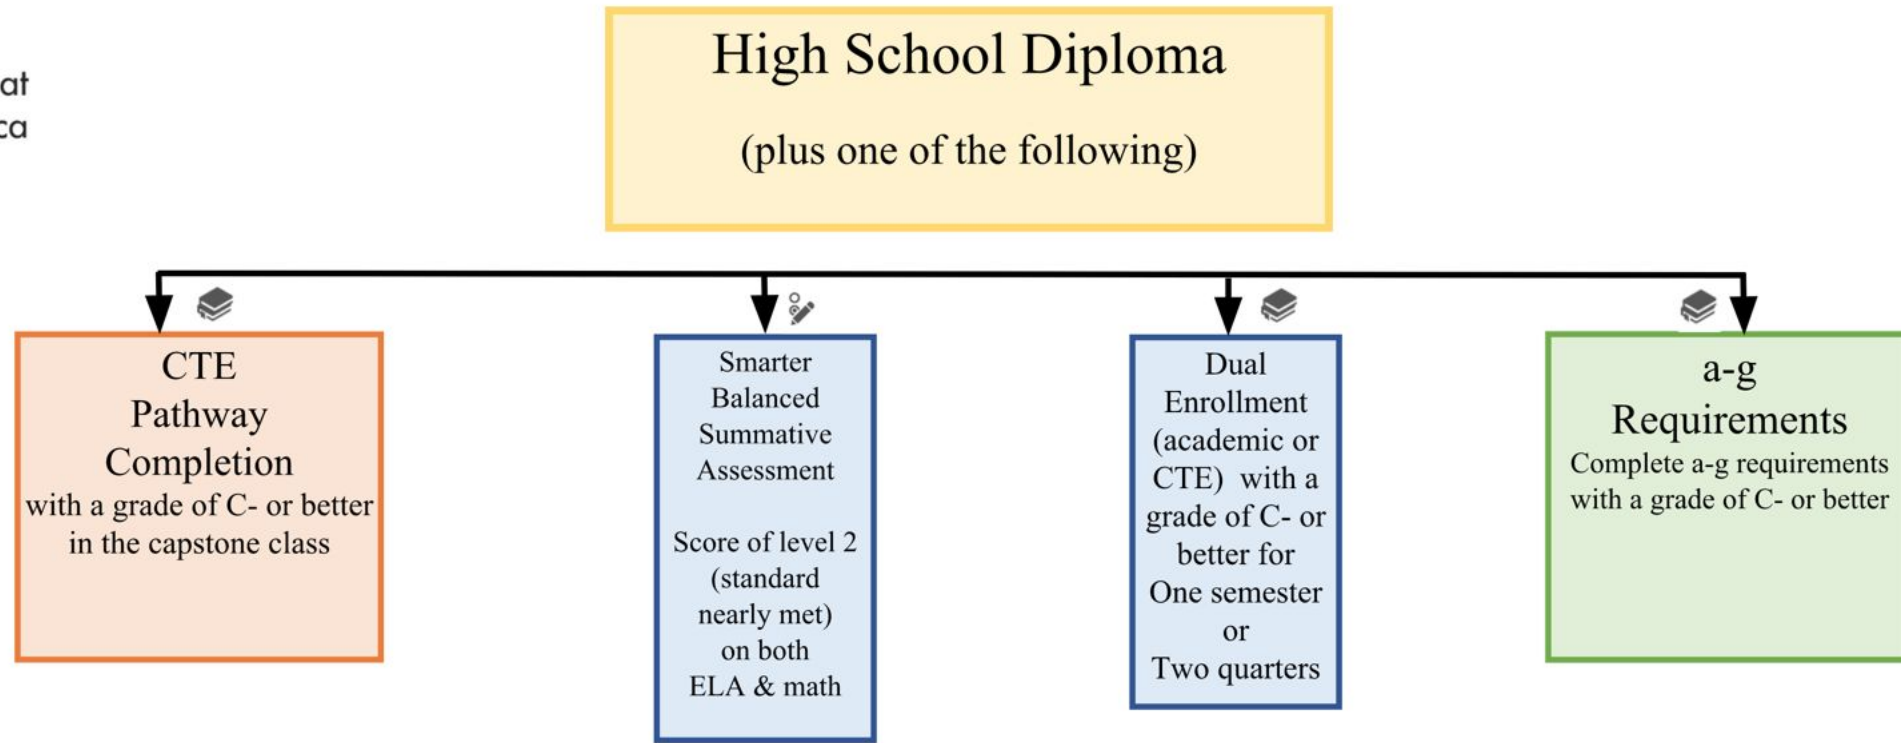 at
ca
High School Diploma
(plus one of the following)
CTE
Pathway
Completion
with a grade of C- or better
in the capstone class
Smarter
Balanced
Summative
Assessment
Score of level 2
(standard
nearly met)
on both
ELA & math
Dual
Enrollment
(academic or
CTE) with a
grade of C- or
better for
One semester
or
Two quarters
a-g
Requirements
Complete a-g requirements
with a grade of C- or better